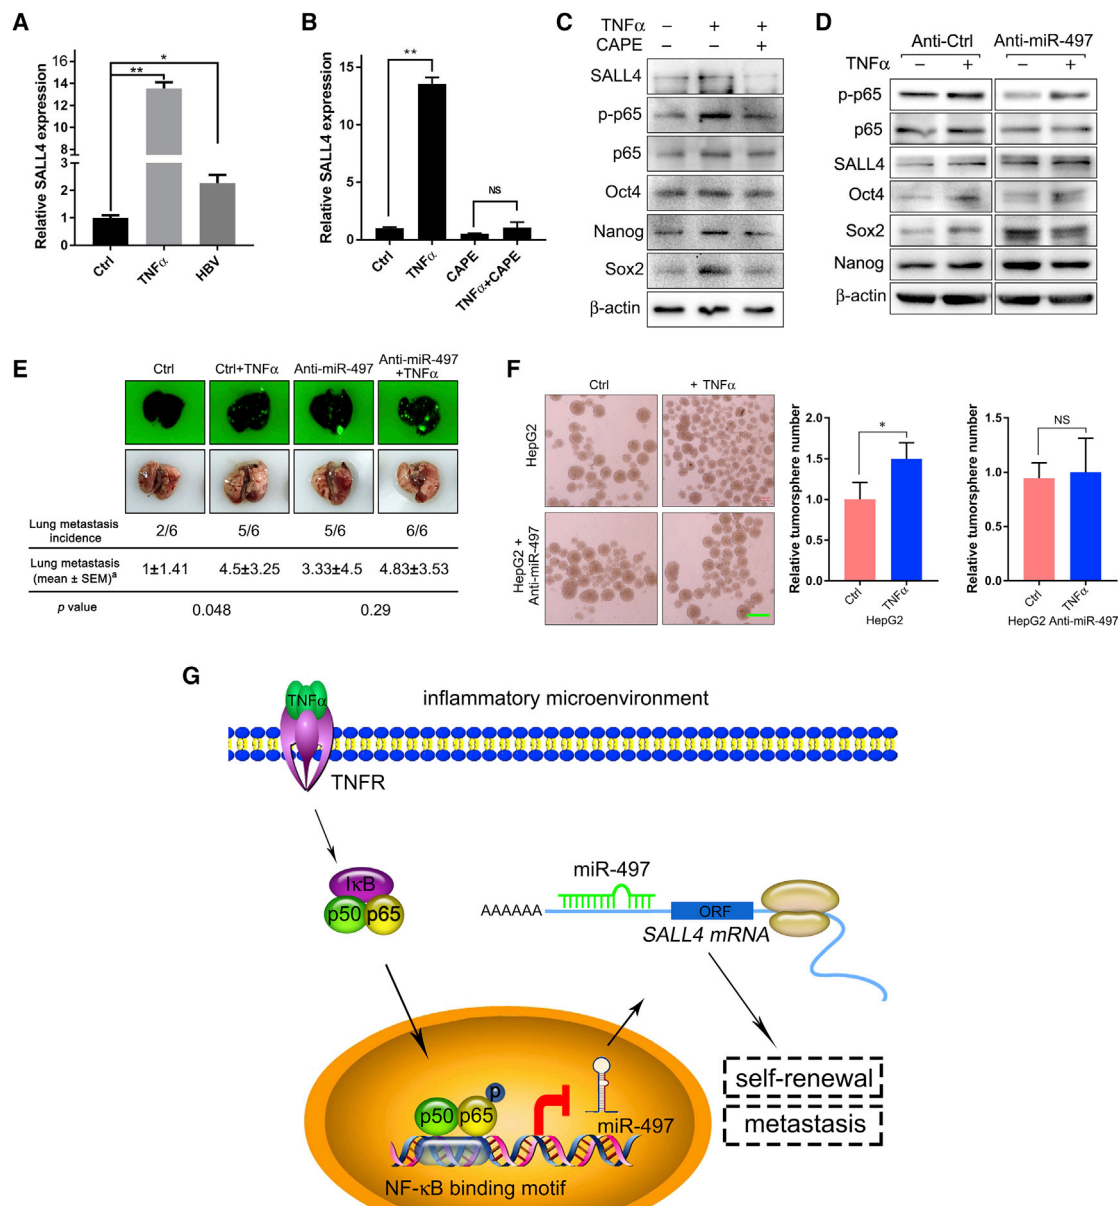 A
Relative SALL4 expression
16
14
12
10
8
3
2
1
0
**
*
Ctrl
TNFα
HBV
B
Relative SALL4 expression
15
10
5
0
**
NS
Ctrl
TNFα
CAPE
TNFα+CAPE
C
TNFα − + +
CAPE − − +
SALL4
p-p65
p65
Oct4
Nanog
Sox2
β-actin
D
Anti-Ctrl Anti-miR-497
TNFα − + − +
p-p65
p65
SALL4
Oct4
Sox2
Nanog
β-actin
E
Ctrl Ctrl+TNFα Anti-miR-497 Anti-miR-497
+TNFα
Lung metastasis
incidence
2/6 5/6 5/6 6/6
Lung metastasis
(mean ± SEM)ᵃ
1±1.41 4.5±3.25 3.33±4.5 4.83±3.53
p value 0.048 0.29
F
Ctrl + TNFα
HepG2
HepG2 +
Anti-miR-497
Relative tumorsphere number
2.0
1.5
1.0
0.5
0.0
*
Ctrl
TNFα
HepG2
Relative tumorsphere number
1.5
1.0
0.5
0.0
NS
Ctrl
TNFα
HepG2 Anti-miR-497
G
TNFα
inflammatory microenvironment
TNFR
IκB
p50 p65
miR-497
AAAAAA
ORF
SALL4 mRNA
self-renewal
metastasis
p
p50 p65
miR-497
NF-κB binding motif